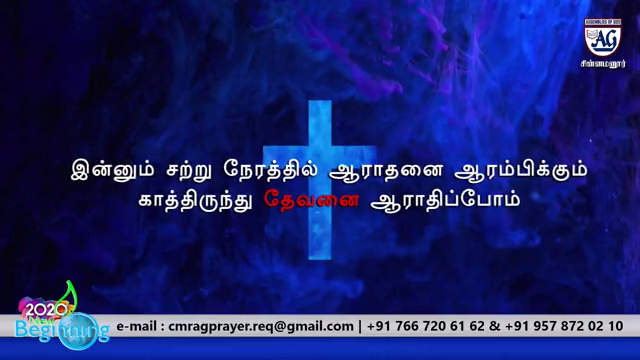 ASSEMBLIES OF GOD
AG
சின்னமனூர்
இன்னும் சற்று நேரத்தில் ஆராதனை ஆரம்பிக்கும்
காத்திருந்து தேவனை ஆராதிப்போம்
2020
New
Beginning
e-mail : cmragprayer.req@gmail.com | +91 766 720 61 62 & +91 957 872 02 10